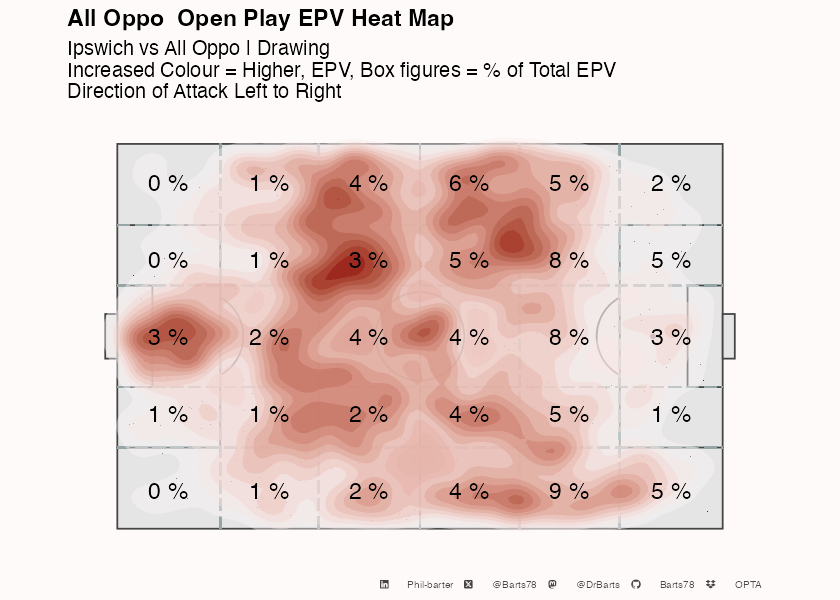 All Oppo  Open Play EPV Heat Map
Ipswich vs All Oppo | Drawing
Increased Colour = Higher, EPV, Box figures = % of Total EPV
Direction of Attack Left to Right
0 % 1 % 4 % 6 % 5 % 2 %
0 % 1 % 3 % 5 % 8 % 5 %
3 % 2 % 4 % 4 % 8 % 3 %
1 % 1 % 2 % 4 % 5 % 1 %
0 % 1 % 2 % 4 % 9 % 5 %
Phil-barter @Barts78 @DrBarts Barts78 OPTA